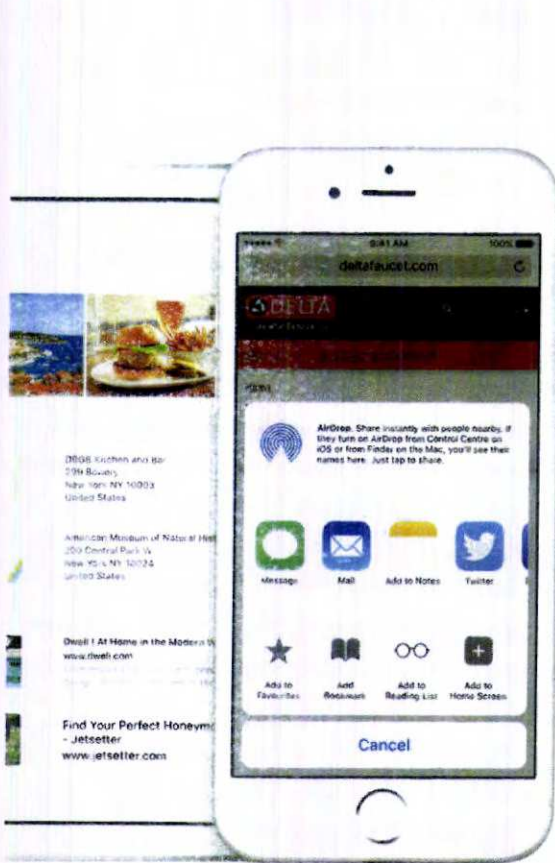 DBGB Kitchen and Bar
299 Bowery
New York NY 10003
United States
American Museum of Natural Hist
200 Central Park W
New York NY 10024
United States
Dwell | At Home in the Modern W
www.dwell.com
Find Your Perfect Honeymo
- Jetsetter
www.jetsetter.com
9:41 AM
100%
deltafaucet.com
DELTA
AirDrop. Share instantly with people nearby. If
they turn on AirDrop from Control Centre on
iOS or from Finder on the Mac, you'll see their
names here. Just tap to share.
Message
Mail
Add to Notes
Twitter
Add to
Favourites
Add
Bookmark
Add to
Reading List
Add to
Home Screen
Cancel